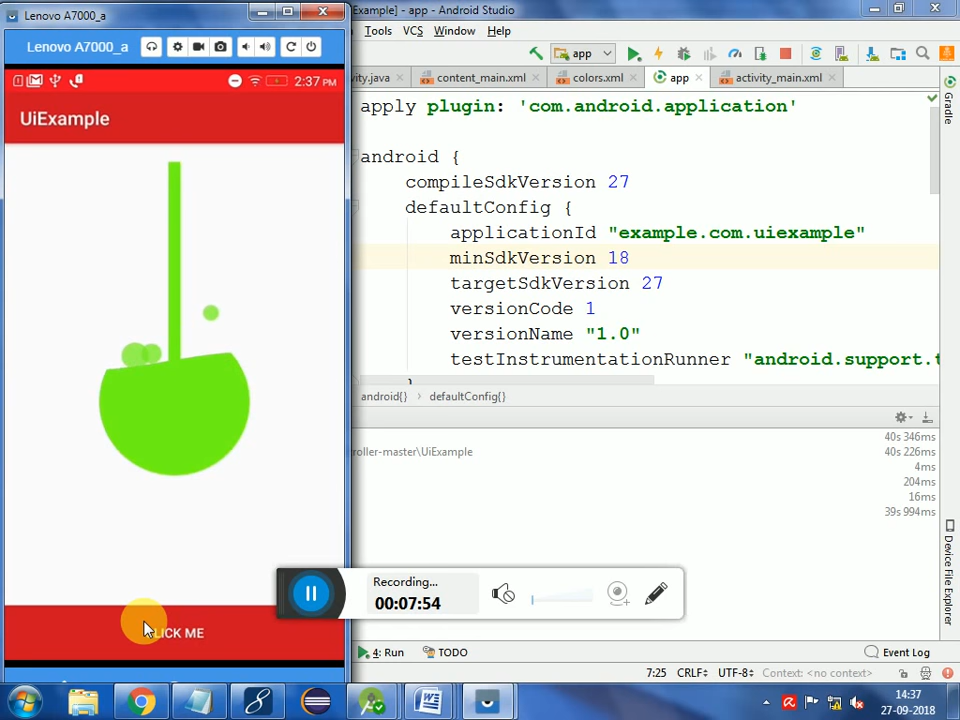 Lenovo A7000_a
Example] - app - Android Studio
Lenovo A7000_a
Tools VCS Window Help
app
2:37 PM
ity.java content_main.xml colors.xml app activity_main.xml
UiExample
apply plugin: 'com.android.application'
android {
compileSdkVersion 27
defaultConfig {
applicationId "example.com.uiexample"
minSdkVersion 18
targetSdkVersion 27
versionCode 1
versionName "1.0"
testInstrumentationRunner "android.support.t
android{} defaultConfig{}
Gradle
40s 346ms
roller-master\UiExample 40s 226ms
4ms
204ms
16ms
39s 994ms
Device File Explorer
Recording...
00:07:54
LICK ME
4: Run TODO Event Log
7:25 CRLF UTF-8 Context: <no context>
14:37
27-09-2018